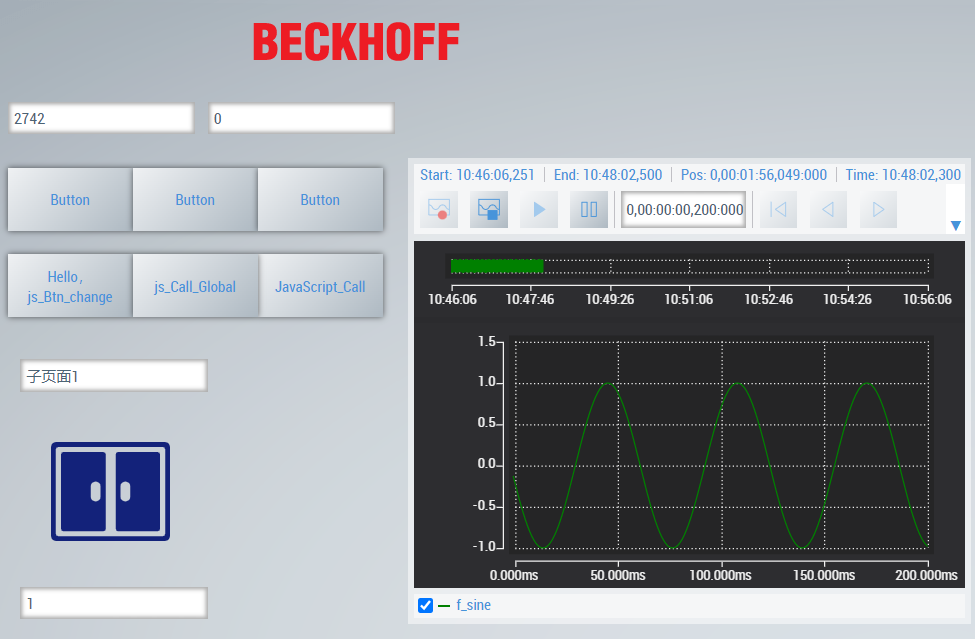 BECKHOFF
2742
0
Button
Button
Button
Hello,
js_Btn_change
js_Call_Global
JavaScript_Call
子页面1
1
Start: 10:46:06,251
End: 10:48:02,500
Pos: 0,00:01:56,049:000
Time: 10:48:02,300
0,00:00:00,200:000
10:46:06 10:47:46 10:49:26 10:51:06 10:52:46 10:54:26 10:56:06
1.5
1.0
0.5
0.0
-0.5
-1.0
0.000ms 50.000ms 100.000ms 150.000ms 200.000ms
f_sine